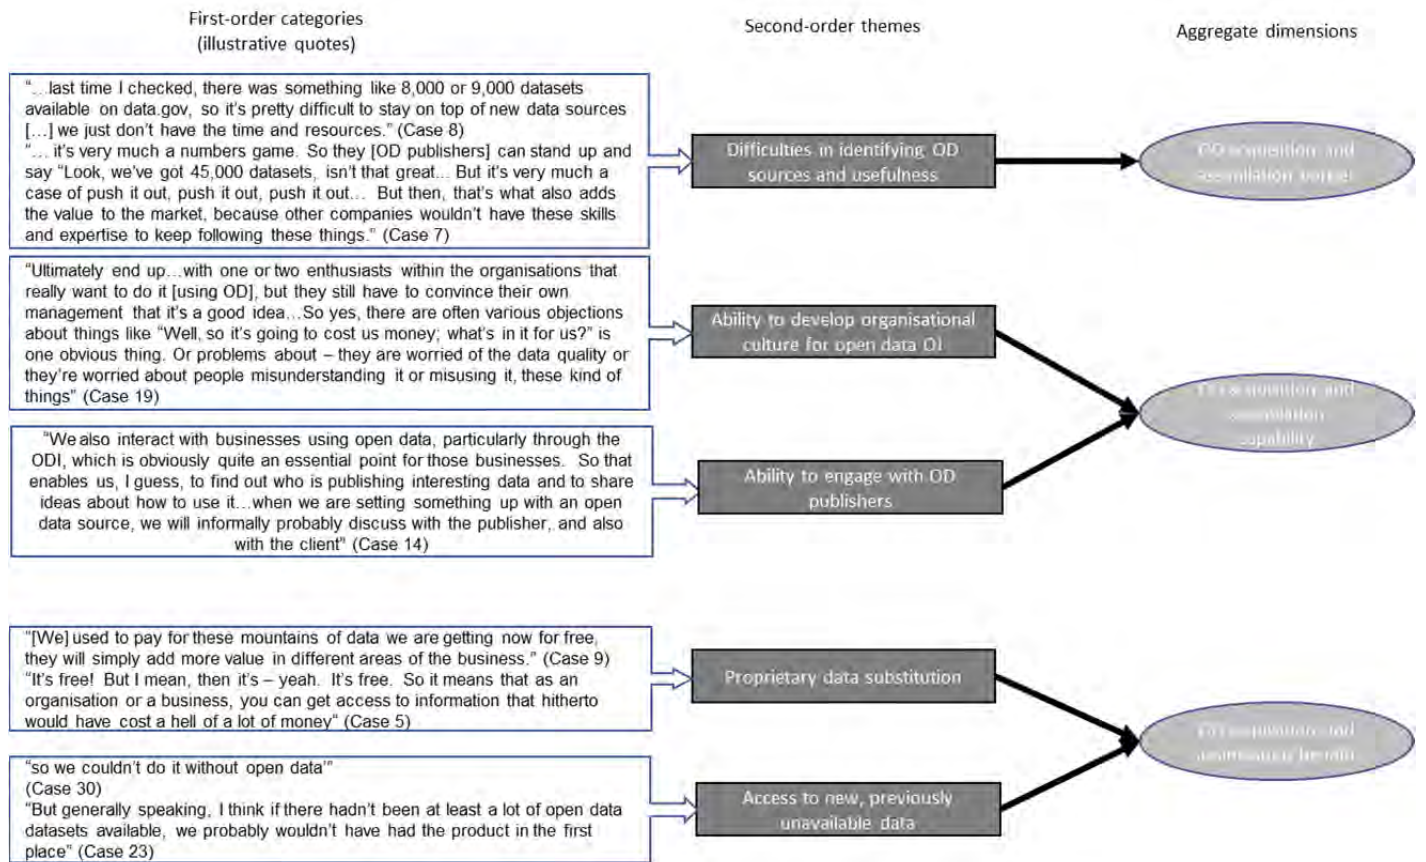 First-order categories
(illustrative quotes)
Second-order themes
Aggregate dimensions
“…last time I checked, there was something like 8,000 or 9,000 datasets
available on data.gov, so it’s pretty difficult to stay on top of new data sources
[…] we just don’t have the time and resources.” (Case 8)
“… it’s very much a numbers game. So they [OD publishers] can stand up and
say “Look, we’ve got 45,000 datasets, isn’t that great... But it’s very much a
case of push it out, push it out, push it out… But then, that’s what also adds
the value to the market, because other companies wouldn’t have these skills
and expertise to keep following these things.” (Case 7)
Difficulties in identifying OD
sources and usefulness
acquisition and
assimilation
“Ultimately end up…with one or two enthusiasts within the organisations that
really want to do it [using OD], but they still have to convince their own
management that it’s a good idea…So yes, there are often various objections
about things like “Well, so it’s going to cost us money; what’s in it for us?” is
one obvious thing. Or problems about – they are worried of the data quality or
they’re worried about people misunderstanding it or misusing it, these kind of
things” (Case 19)
Ability to develop organisational
culture for open data OI
“We also interact with businesses using open data, particularly through the
ODI, which is obviously quite an essential point for those businesses. So that
enables us, I guess, to find out who is publishing interesting data and to share
ideas about how to use it…when we are setting something up with an open
data source, we will informally probably discuss with the publisher, and also
with the client” (Case 14)
Ability to engage with OD
publishers
acquisition and
assimilation
capability
“[We] used to pay for these mountains of data we are getting now for free,
they will simply add more value in different areas of the business.” (Case 9)
“It’s free! But I mean, then it’s – yeah. It’s free. So it means that as an
organisation or a business, you can get access to information that hitherto
would have cost a hell of a lot of money“ (Case 5)
Proprietary data substitution
“so we couldn’t do it without open data’”
(Case 30)
“But generally speaking, I think if there hadn’t been at least a lot of open data
datasets available, we probably wouldn’t have had the product in the first
place” (Case 23)
Access to new, previously
unavailable data
acquisition and